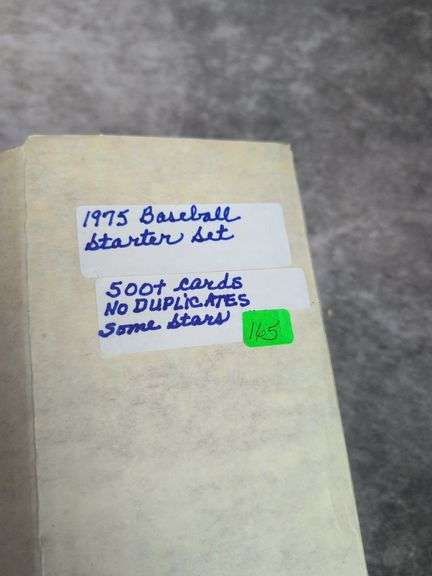 1975 Baseball
Starter Set
500+ cards
NO DUPLICATES
Some Stars
165